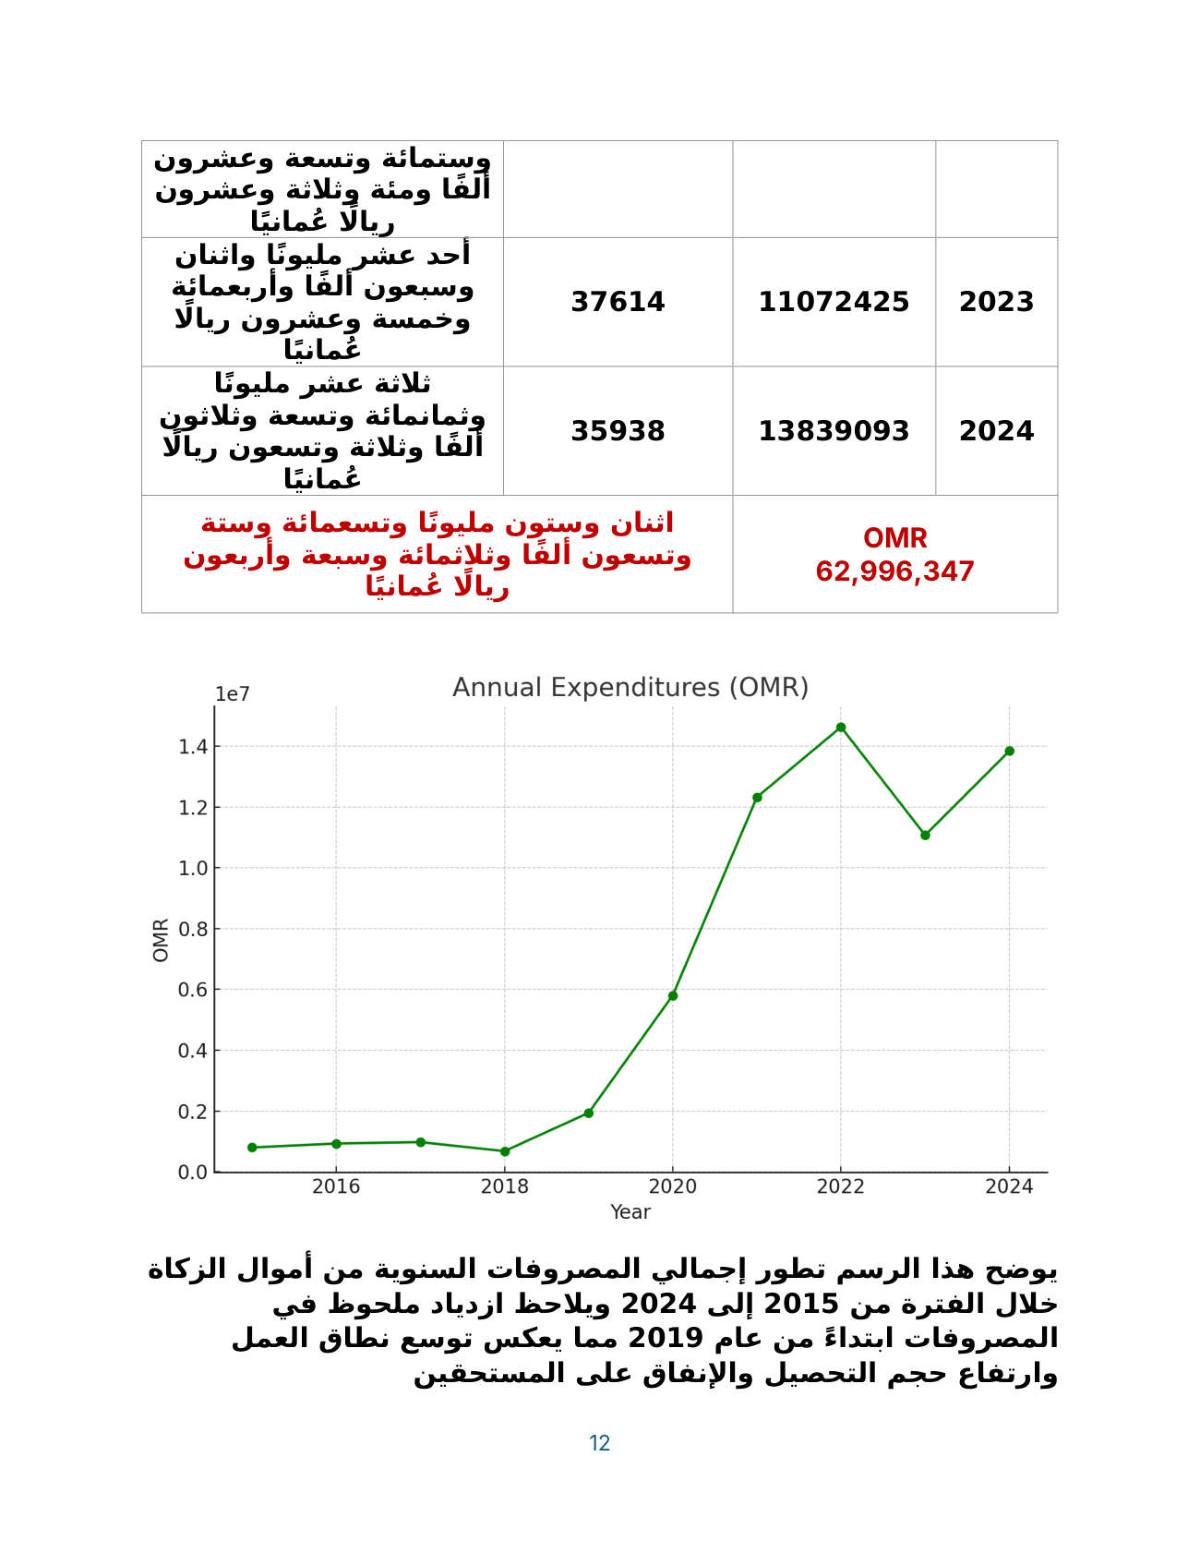 وستمائة وتسعة وعشرون
ألفًا ومئة وثلاثة وعشرون
ريالًا عُمانيًا
2023
11072425
37614
أحد عشر مليونًا واثنان
وسبعون ألفًا وأربعمائة
وخمسة وعشرون ريالًا
عُمانيًا
2024
13839093
35938
ثلاثة عشر مليونًا
وثمانمائة وتسعة وثلاثون
ألفًا وثلاثة وتسعون ريالًا
عُمانيًا
OMR
62,996,347
اثنان وستون مليونًا وتسعمائة وستة
وتسعون ألفًا وثلاثمائة وسبعة وأربعون
ريالًا عُمانيًا
Annual Expenditures (OMR)
1e7
1.4
1.2
1.0
0.8
0.6
0.4
0.2
0.0
OMR
2016 2018 2020 2022 2024
Year
يوضح هذا الرسم تطور إجمالي المصروفات السنوية من أموال الزكاة
خلال الفترة من 2015 إلى 2024 ويلاحظ ازدياد ملحوظ في
المصروفات ابتداءً من عام 2019 مما يعكس توسع نطاق العمل
وارتفاع حجم التحصيل والإنفاق على المستحقين
12